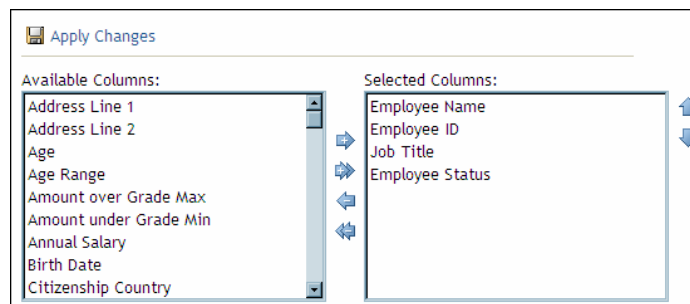 Apply Changes
Available Columns:
Address Line 1
Address Line 2
Age
Age Range
Amount over Grade Max
Amount under Grade Min
Annual Salary
Birth Date
Citizenship Country
Selected Columns:
Employee Name
Employee ID
Job Title
Employee Status